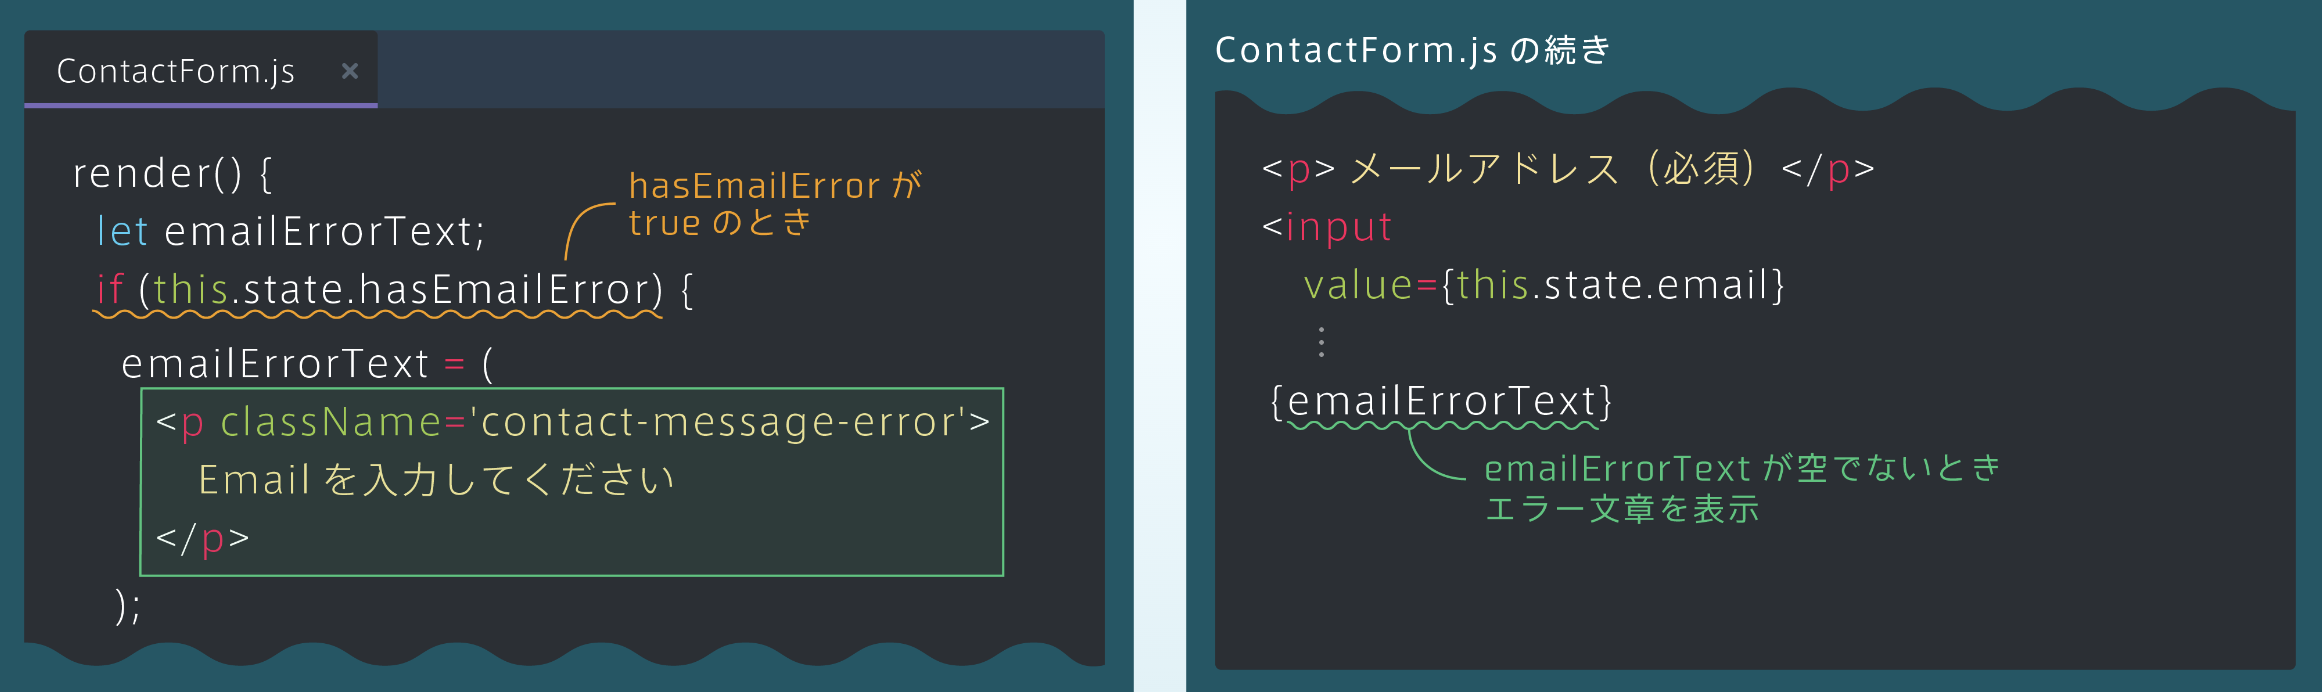 ContactForm.js ×
render() {
let emailErrorText;
hasEmailError が
true のとき
if (this.state.hasEmailError) {
emailErrorText = (
<p className='contact-message-error'>
Email を入力してください
</p>
);
ContactForm.js の続き
<p> メールアドレス（必須）</p>
<input
value={this.state.email}
⋮
{emailErrorText}
emailErrorText が空でないとき
エラー文章を表示